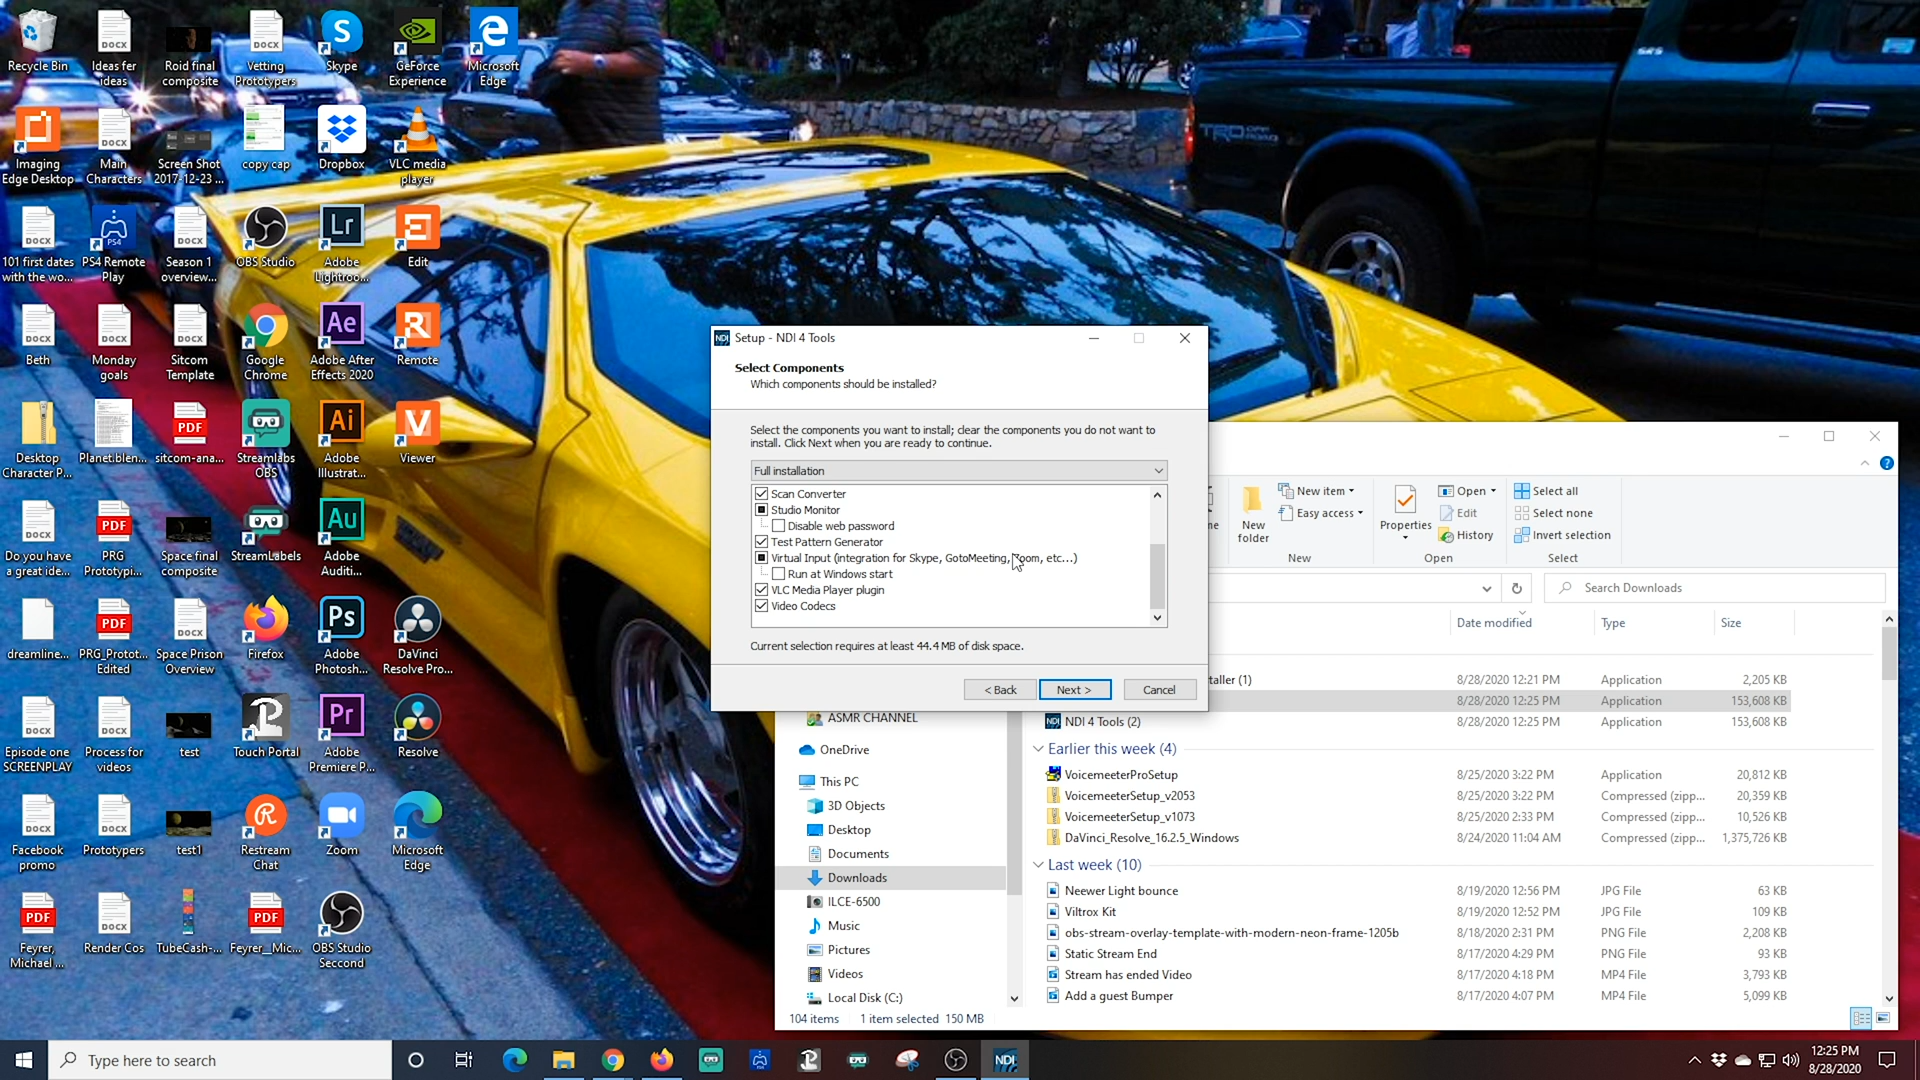 Recycle Bin
Ideas fer
ideas
Roid final
composite
Vetting
Prototypers
Skype
GeForce
Experience
Microsoft
Edge
Imaging
Edge Desktop
Main
Characters
Screen Shot
2017-12-23 ...
copy cap
Dropbox
VLC media
player
101 first dates
with the wo...
PS4 Remote
Play
Season 1
overview...
OBS Studio
Adobe
Lightroo...
Edit
Beth
Monday
goals
Sitcom
Template
Google
Chrome
Adobe After
Effects 2020
Remote
Desktop
Character P...
Planet.blen...
sitcom-ana...
Streamlabs
OBS
Adobe
Illustrat...
Viewer
Do you have
a great ide...
PRG
Prototypi...
Space final
composite
StreamLabels
Adobe
Auditi...
dreamline...
PRG_Protot...
Edited
Space Prison
Overview
Firefox
Adobe
Photosh...
DaVinci
Resolve Pro...
Episode one
SCREENPLAY
Process for
videos
test
Touch Portal
Adobe
Premiere P...
Resolve
Facebook
promo
Prototypers
test1
Restream
Chat
Zoom
Microsoft
Edge
Feyrer,
Michael ...
Render Cos
TubeCash-...
Feyrer__Mic...
OBS Studio
Seccond
SR5
TRD OFF
ROAD
NDI Setup - NDI 4 Tools
Select Components
Which components should be installed?
Select the components you want to install; clear the components you do not want to
install. Click Next when you are ready to continue.
Full installation
Scan Converter
Studio Monitor
Disable web password
Test Pattern Generator
Virtual Input (integration for Skype, GotoMeeting, Zoom, etc...)
Run at Windows start
VLC Media Player plugin
Video Codecs
Current selection requires at least 44.4 MB of disk space.
< Back
Next >
Cancel
New
folder
New item
Easy access
New
Properties
Open
Edit
History
Open
Select all
Select none
Invert selection
Select
Search Downloads
Date modified Type Size
taller (1) 8/28/2020 12:21 PM Application 2,205 KB
8/28/2020 12:25 PM Application 153,608 KB
NDI 4 Tools (2) 8/28/2020 12:25 PM Application 153,608 KB
Earlier this week (4)
VoicemeeterProSetup 8/25/2020 3:22 PM Application 20,812 KB
VoicemeeterSetup_v2053 8/25/2020 3:22 PM Compressed (zipp... 20,359 KB
VoicemeeterSetup_v1073 8/25/2020 2:33 PM Compressed (zipp... 10,526 KB
DaVinci_Resolve_16.2.5_Windows 8/24/2020 11:04 AM Compressed (zipp... 1,375,726 KB
Last week (10)
Neewer Light bounce 8/19/2020 12:56 PM JPG File 63 KB
Viltrox Kit 8/19/2020 12:52 PM JPG File 109 KB
obs-stream-overlay-template-with-modern-neon-frame-1205b 8/18/2020 2:31 PM PNG File 2,208 KB
Static Stream End 8/17/2020 4:29 PM PNG File 93 KB
Stream has ended Video 8/17/2020 4:18 PM MP4 File 3,793 KB
Add a guest Bumper 8/17/2020 4:07 PM MP4 File 5,099 KB
ASMR CHANNEL
OneDrive
This PC
3D Objects
Desktop
Documents
Downloads
ILCE-6500
Music
Pictures
Videos
Local Disk (C:)
104 items 1 item selected 150 MB
Type here to search
NDI
12:25 PM
8/28/2020